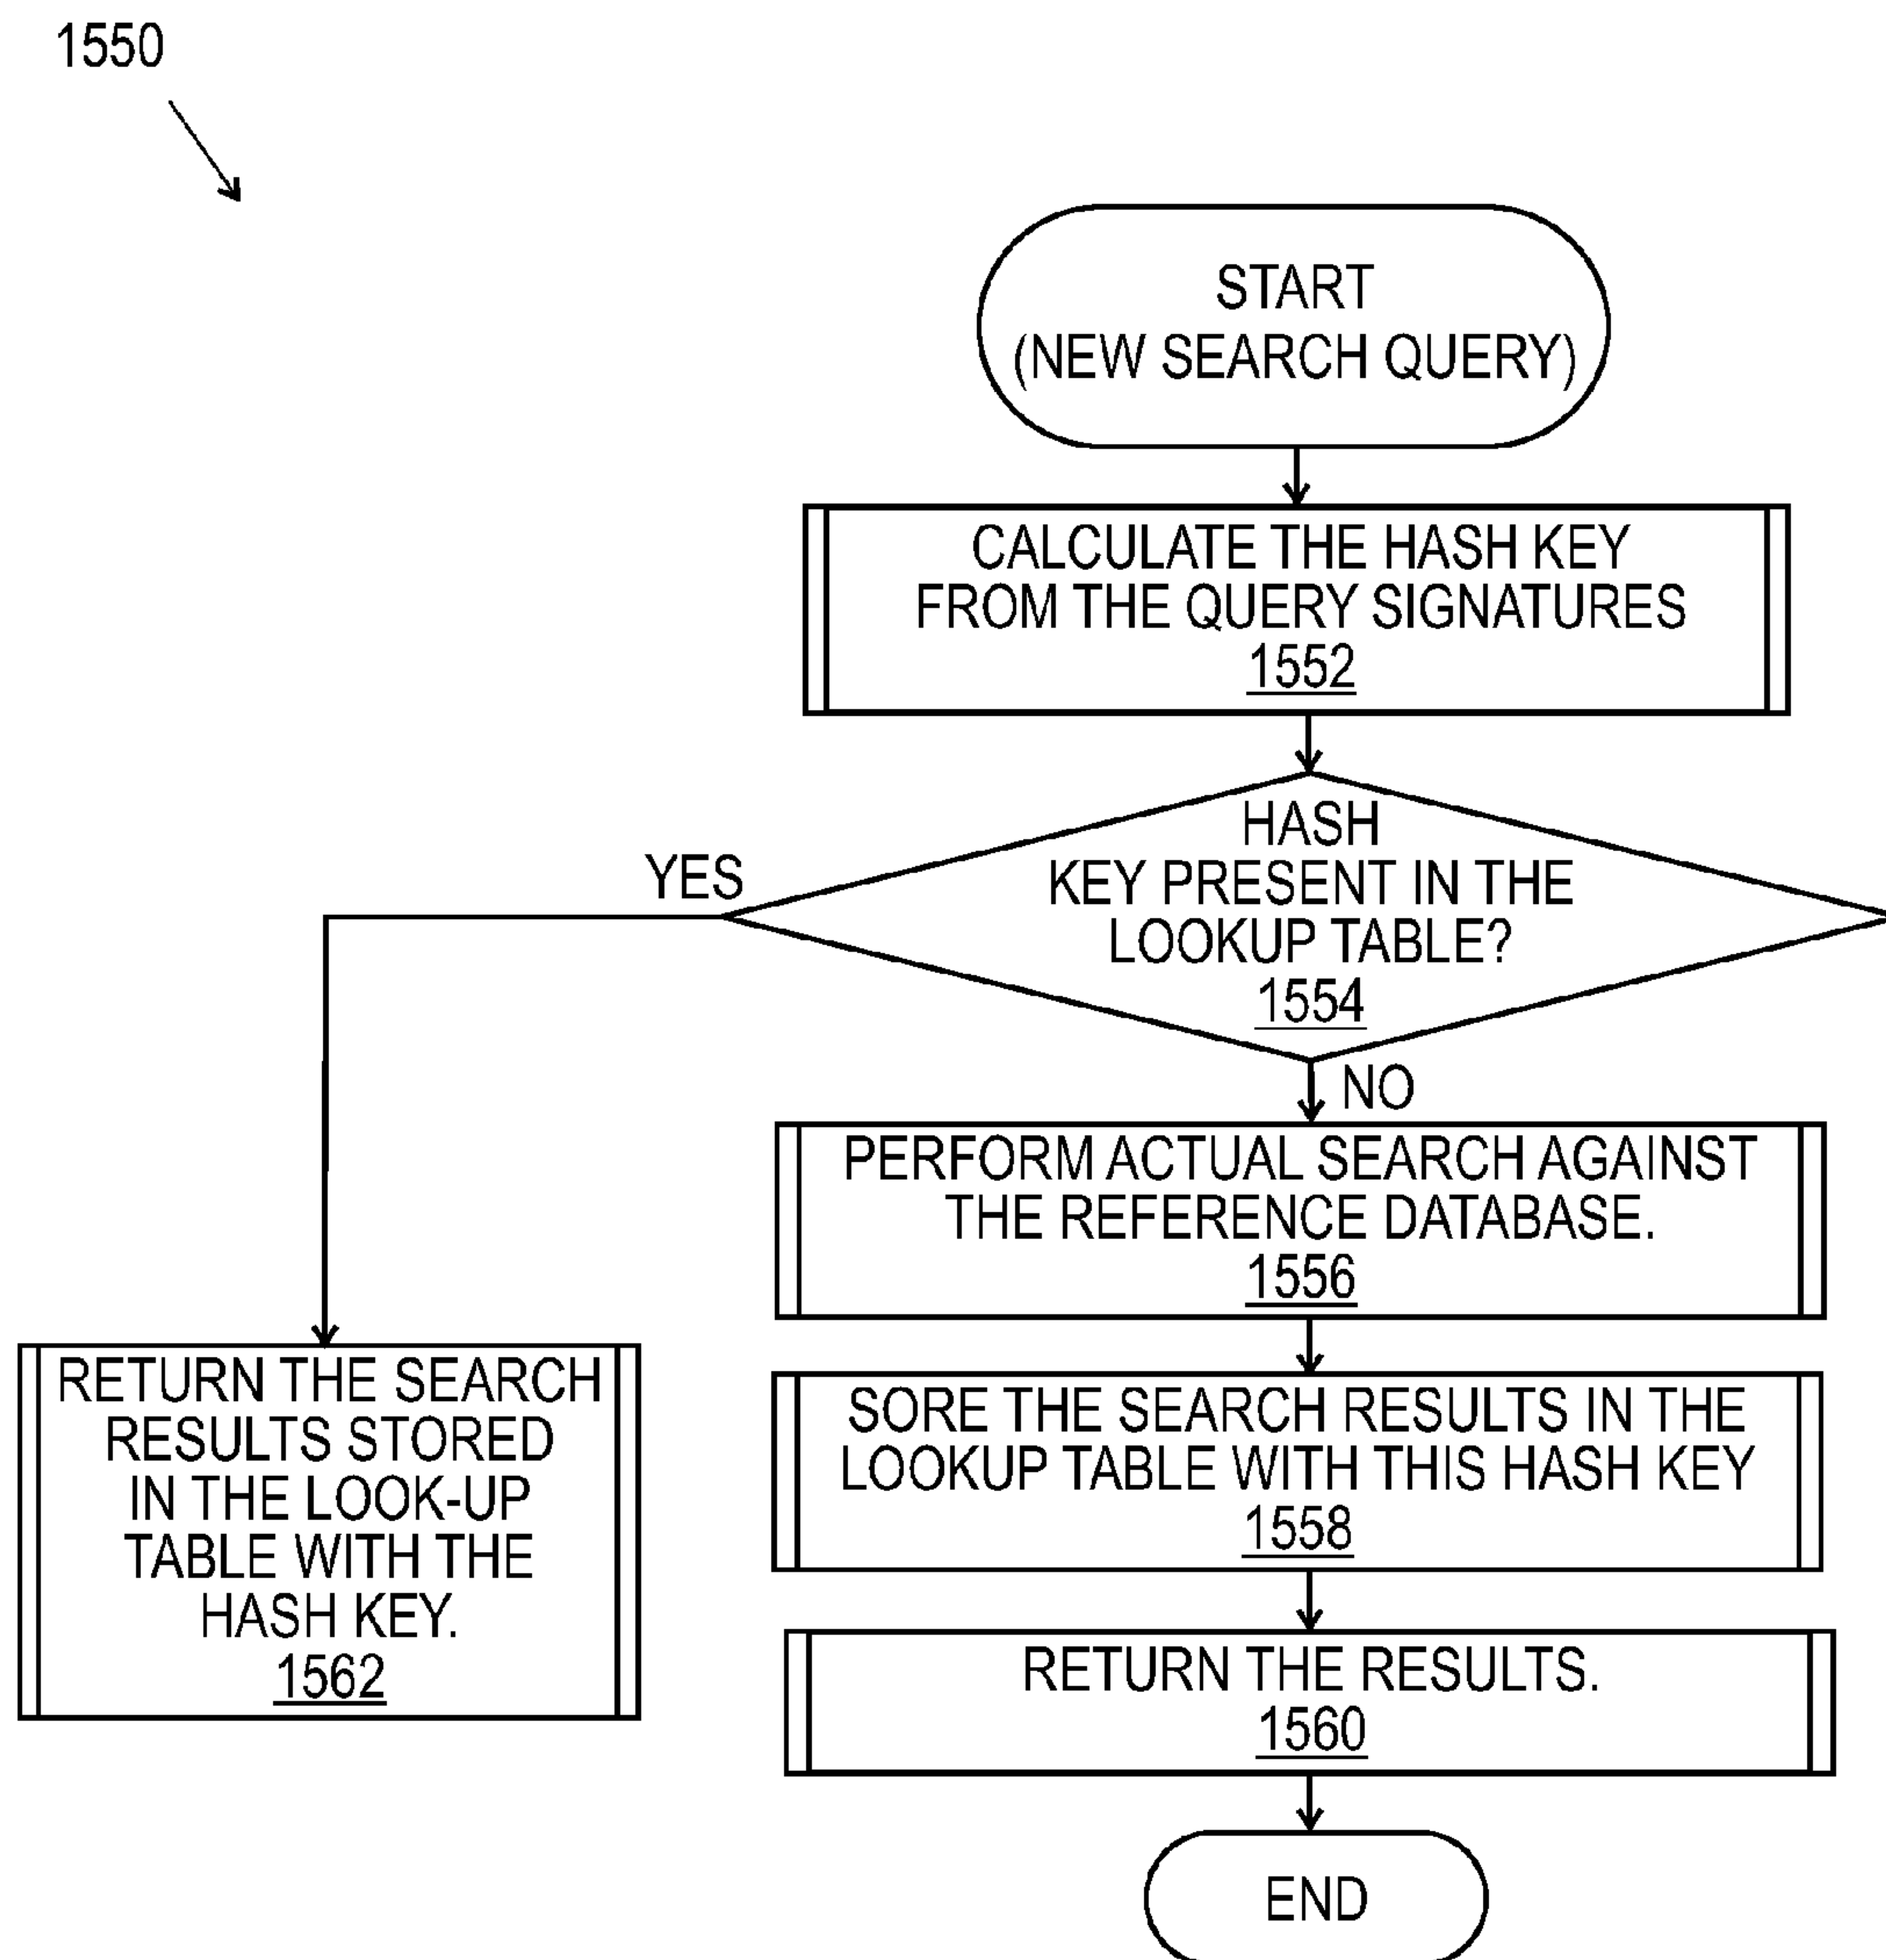 1550
START
(NEW SEARCH QUERY)
CALCULATE THE HASH KEY
FROM THE QUERY SIGNATURES
1552
HASH
KEY PRESENT IN THE
LOOKUP TABLE?
1554
YES
NO
PERFORM ACTUAL SEARCH AGAINST
THE REFERENCE DATABASE.
1556
SORE THE SEARCH RESULTS IN THE
LOOKUP TABLE WITH THIS HASH KEY
1558
RETURN THE RESULTS.
1560
END
RETURN THE SEARCH
RESULTS STORED
IN THE LOOK-UP
TABLE WITH THE
HASH KEY.
1562